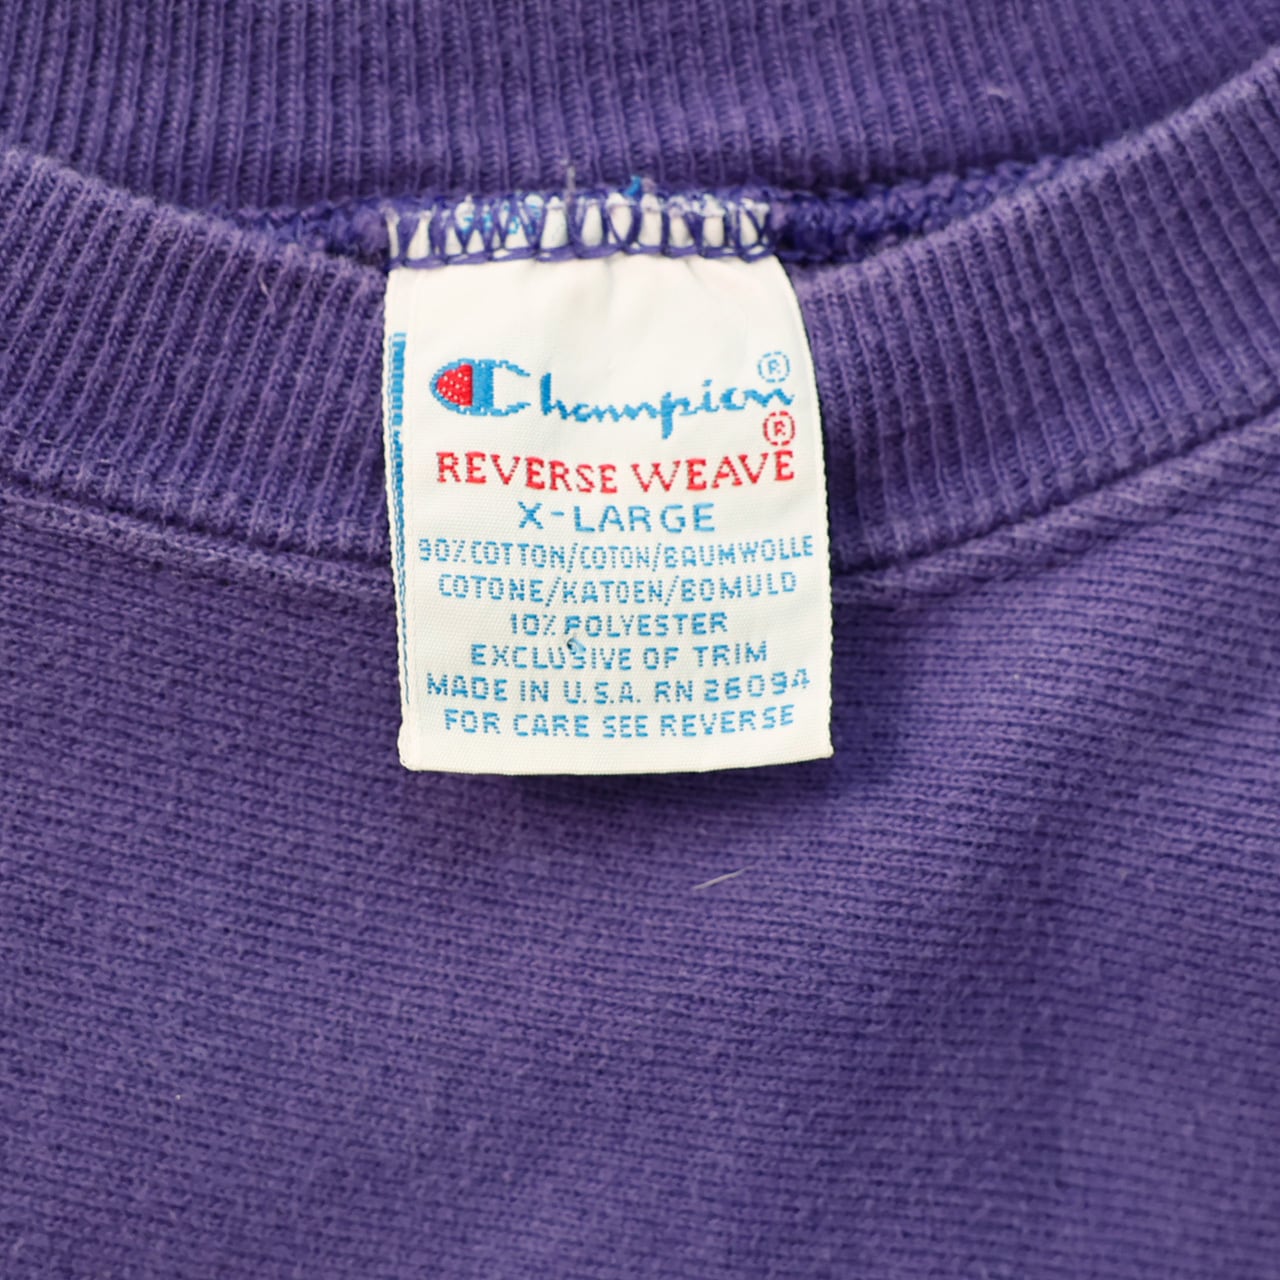 Champion®
REVERSE WEAVE®
X-LARGE
90% COTTON/COTON/BAUMWOLLE
COTONE/KATOEN/BOMULD
10% POLYESTER
EXCLUSIVE OF TRIM
MADE IN U.S.A. RN 26094
FOR CARE SEE REVERSE